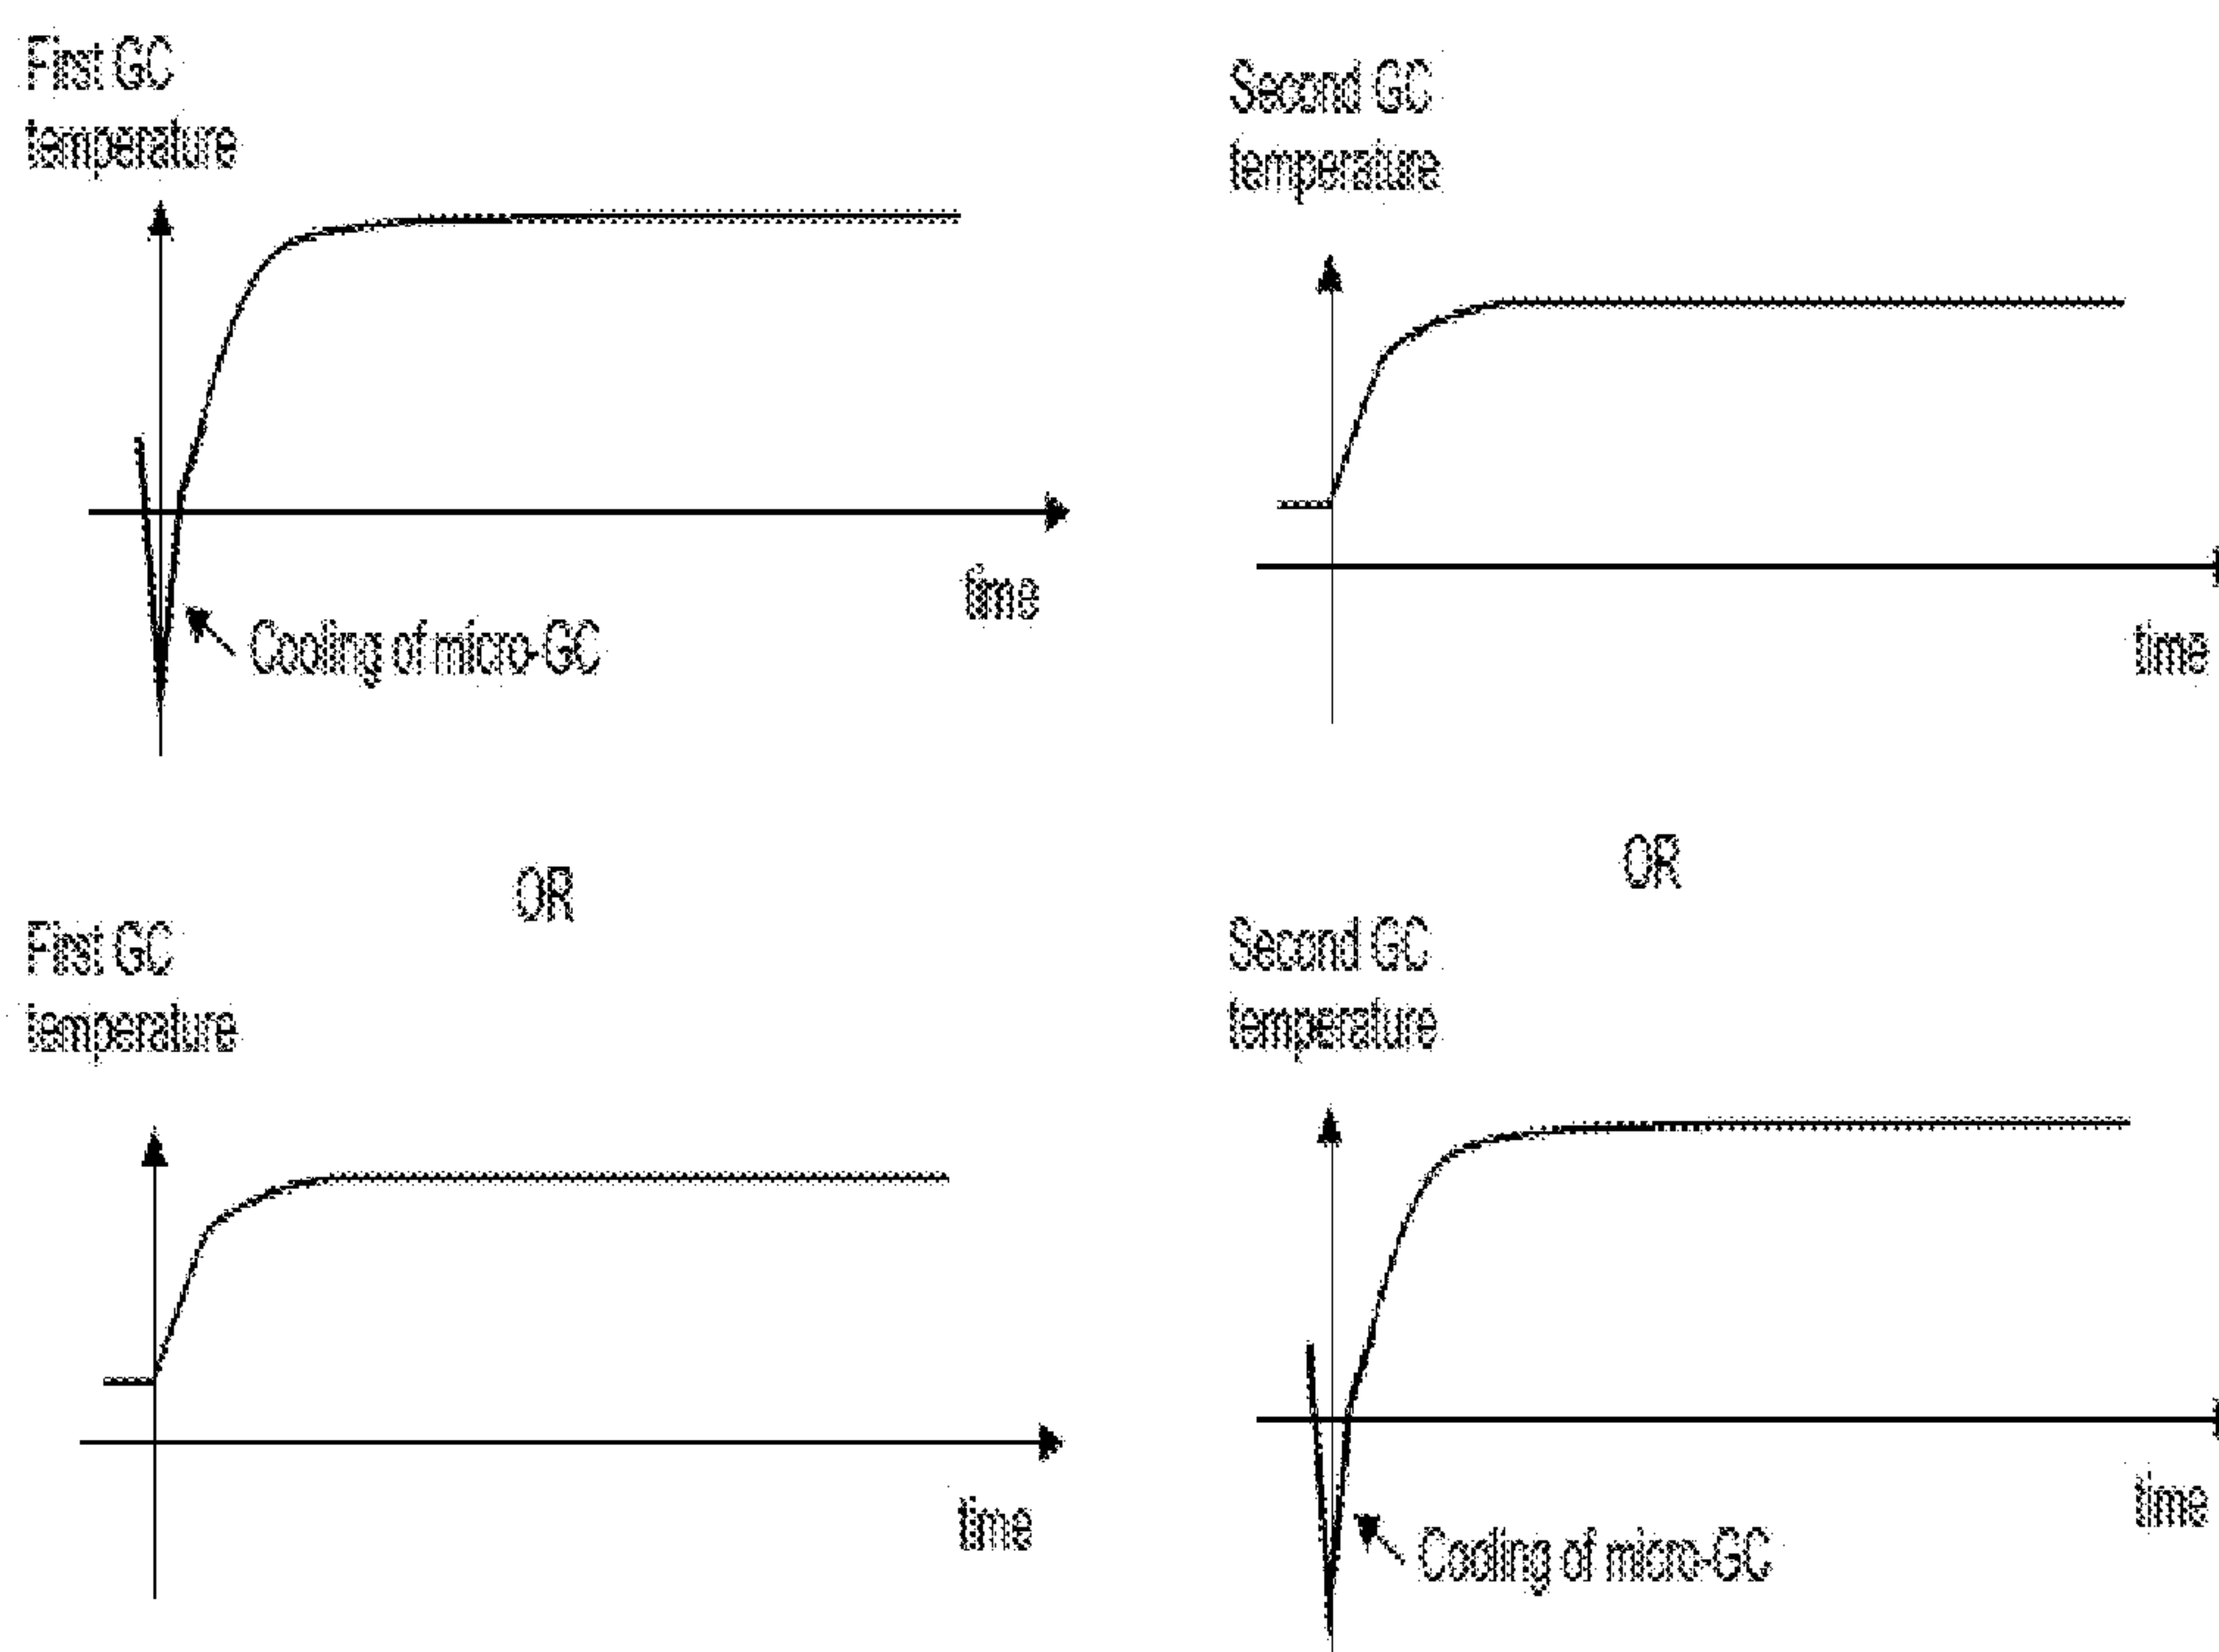 First GC
temperature
time
Cooling of micro-GC
Second GC
temperature
time
OR
OR
First GC
temperature
time
Second GC
temperature
time
Cooling of micro-GC